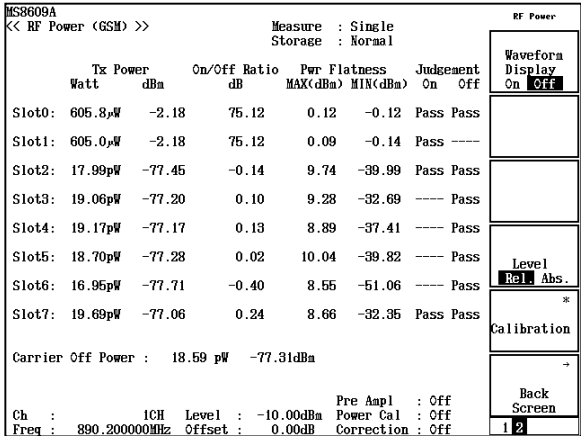 MS8609A
<< RF Power (GSM) >> Measure : Single
Storage : Normal
Tx Power On/Off Ratio Pwr Flatness Judgement
Watt dBm dB MAX(dBm) MIN(dBm) On Off
Slot0: 605.8µW -2.18 75.12 0.12 -0.12 Pass Pass
Slot1: 605.0µW -2.18 75.12 0.09 -0.14 Pass ----
Slot2: 17.99pW -77.45 -0.14 9.74 -39.99 Pass Pass
Slot3: 19.06pW -77.20 0.10 9.28 -32.69 ---- Pass
Slot4: 19.17pW -77.17 0.13 8.89 -37.41 ---- Pass
Slot5: 18.70pW -77.28 0.02 10.04 -39.82 ---- Pass
Slot6: 16.95pW -77.71 -0.40 8.55 -51.06 ---- Pass
Slot7: 19.69pW -77.06 0.24 8.66 -32.35 Pass Pass
Carrier Off Power : 18.59 pW -77.31dBm
Pre Ampl : Off
Ch : 1CH Level : -10.00dBm Power Cal : Off
Freq : 890.200000MHz Offset : 0.00dB Correction : Off
RF Power
Waveform
Display
On Off
Level
Rel. Abs.
*
Calibration
→
Back
Screen
1 2